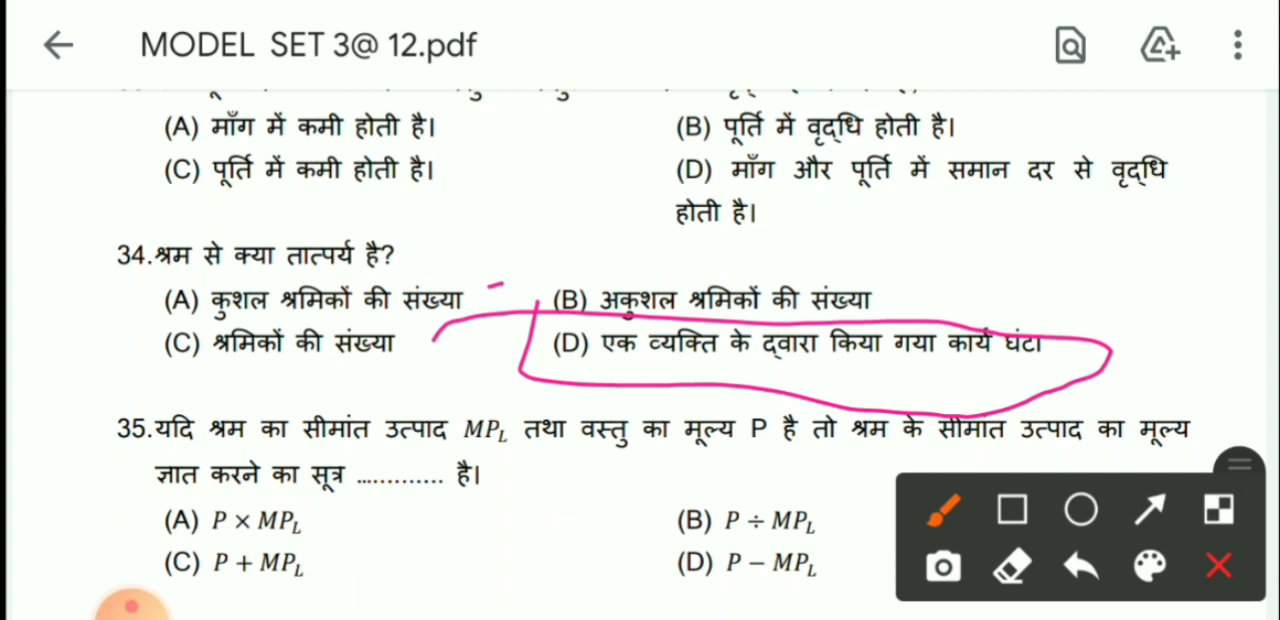 MODEL SET 3@ 12.pdf
(A) माँग में कमी होती है।
(B) पूर्ति में वृद्धि होती है।
(C) पूर्ति में कमी होती है।
(D) माँग और पूर्ति में समान दर से वृद्धि
होती है।
34.श्रम से क्या तात्पर्य है?
(A) कुशल श्रमिकों की संख्या
(B) अकुशल श्रमिकों की संख्या
(C) श्रमिकों की संख्या
(D) एक व्यक्ति के द्वारा किया गया कार्य घंटा
35.यदि श्रम का सीमांत उत्पाद MP_L तथा वस्तु का मूल्य P है तो श्रम के सीमांत उत्पाद का मूल्य
ज्ञात करने का सूत्र ............. है।
(A) P × MP_L
(B) P ÷ MP_L
(C) P + MP_L
(D) P − MP_L